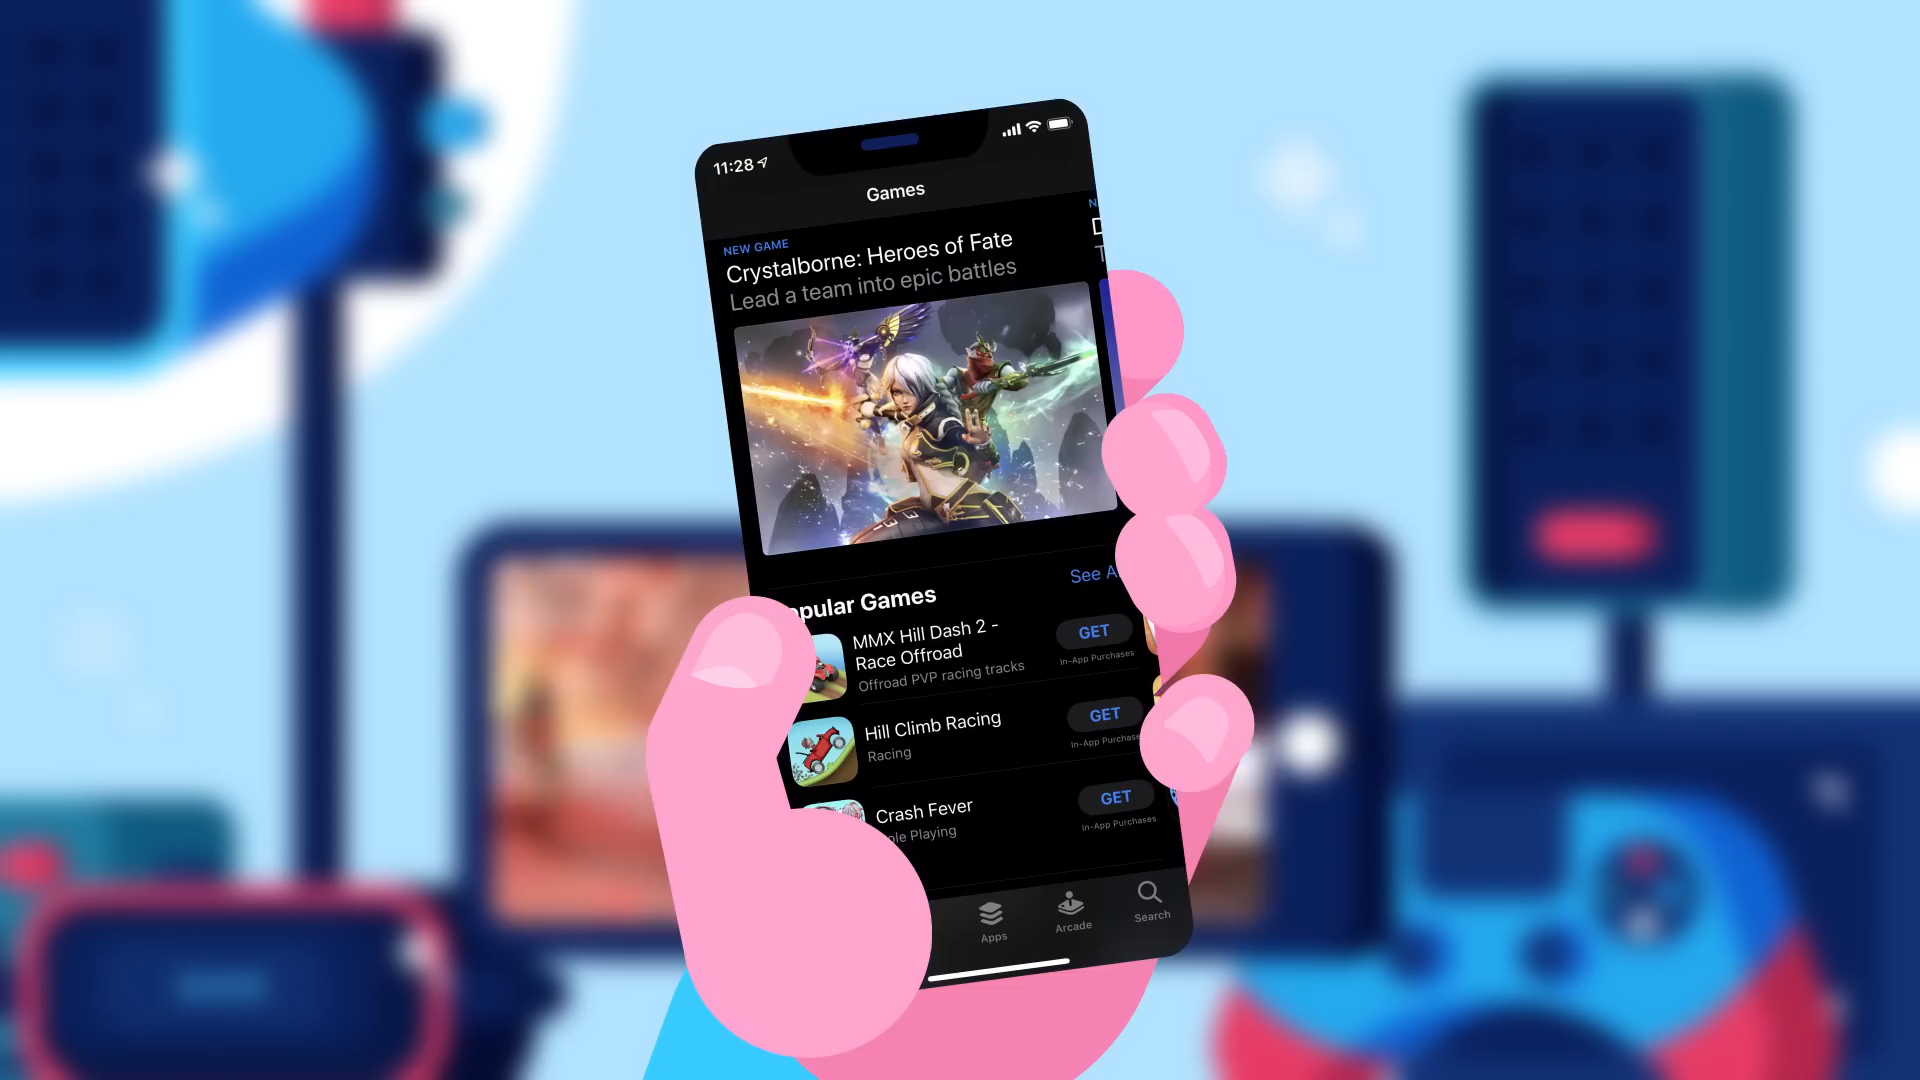 11:28
Games
NEW GAME
Crystalborne: Heroes of Fate
Lead a team into epic battles
opular Games
See A
MMX Hill Dash 2 -
Race Offroad
Offroad PVP racing tracks
GET
In-App Purchases
Hill Climb Racing
Racing
GET
In-App Purchase
Crash Fever
ole Playing
GET
In-App Purchases
Apps
Arcade
Search